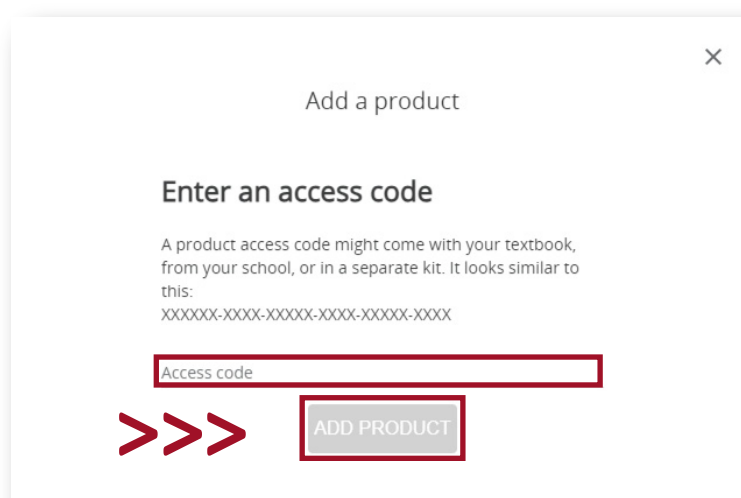 ×
Add a product
Enter an access code
A product access code might come with your textbook,
from your school, or in a separate kit. It looks similar to
this:
XXXXXX-XXXX-XXXXX-XXXX-XXXXX-XXXX
Access code
>>> ADD PRODUCT